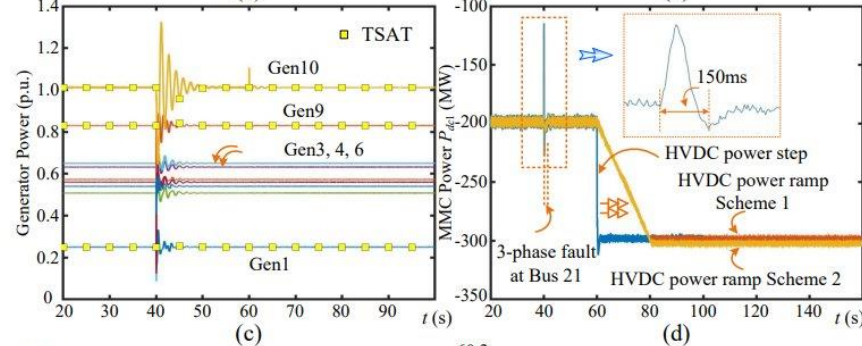 1.4
1.2
1.0
0.8
0.6
0.4
0.2
0
Generator Power (p.u.)
TSAT
Gen10
Gen9
Gen3, 4, 6
Gen1
20 30 40 50 60 70 80 90 t (s)
(c)
-100
-150
-200
-250
-300
-350
MMC Power Pdc1 (MW)
150ms
HVDC power step
HVDC power ramp
Scheme 1
3-phase fault
at Bus 21
HVDC power ramp Scheme 2
20 40 60 80 100 120 140 t (s)
(d)